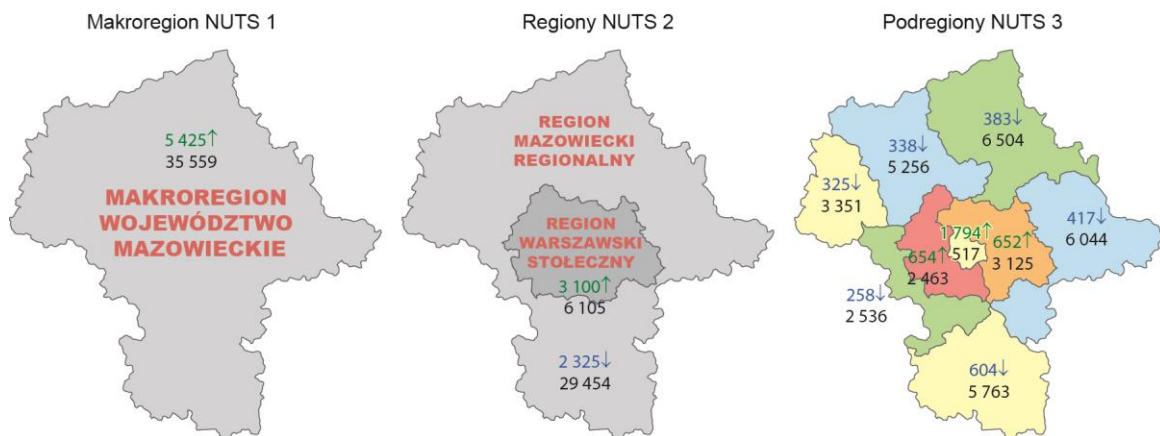 Makroregion NUTS 1
5 425↑
35 559
MAKROREGION
WOJEWÓDZTWO
MAZOWIECKIE
Regiony NUTS 2
REGION
MAZOWIECKI
REGIONALNY
REGION
WARSZAWSKI
STOŁECZNY
3 100↑
6 105
2 325↓
29 454
Podregiony NUTS 3
383↓
6 504
338↓
5 256
325↓
3 351
417↓
6 044
1 794↑
517
652↑
3 125
654↑
2 463
258↓
2 536
604↓
5 763